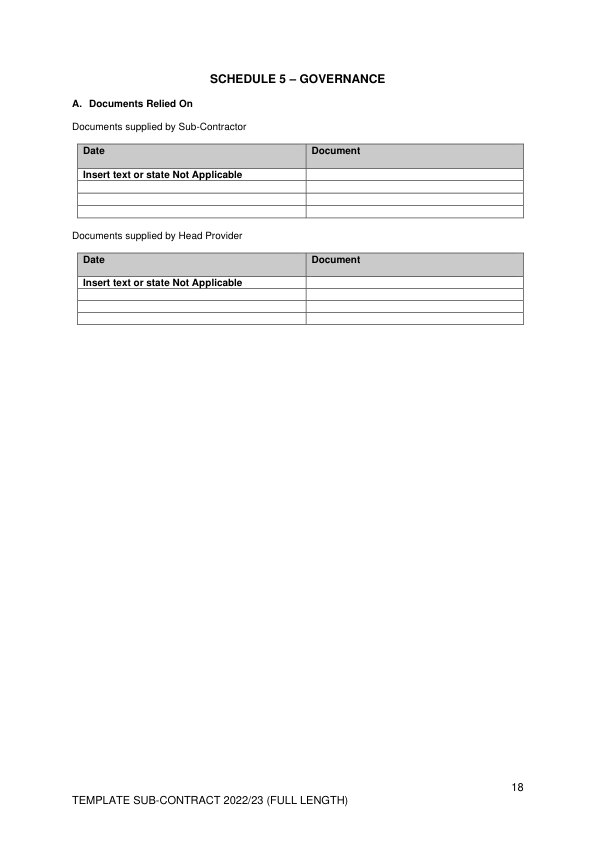 SCHEDULE 5 – GOVERNANCE
A. Documents Relied On
Documents supplied by Sub-Contractor
Date Document
Insert text or state Not Applicable
Documents supplied by Head Provider
Date Document
Insert text or state Not Applicable
18
TEMPLATE SUB-CONTRACT 2022/23 (FULL LENGTH)